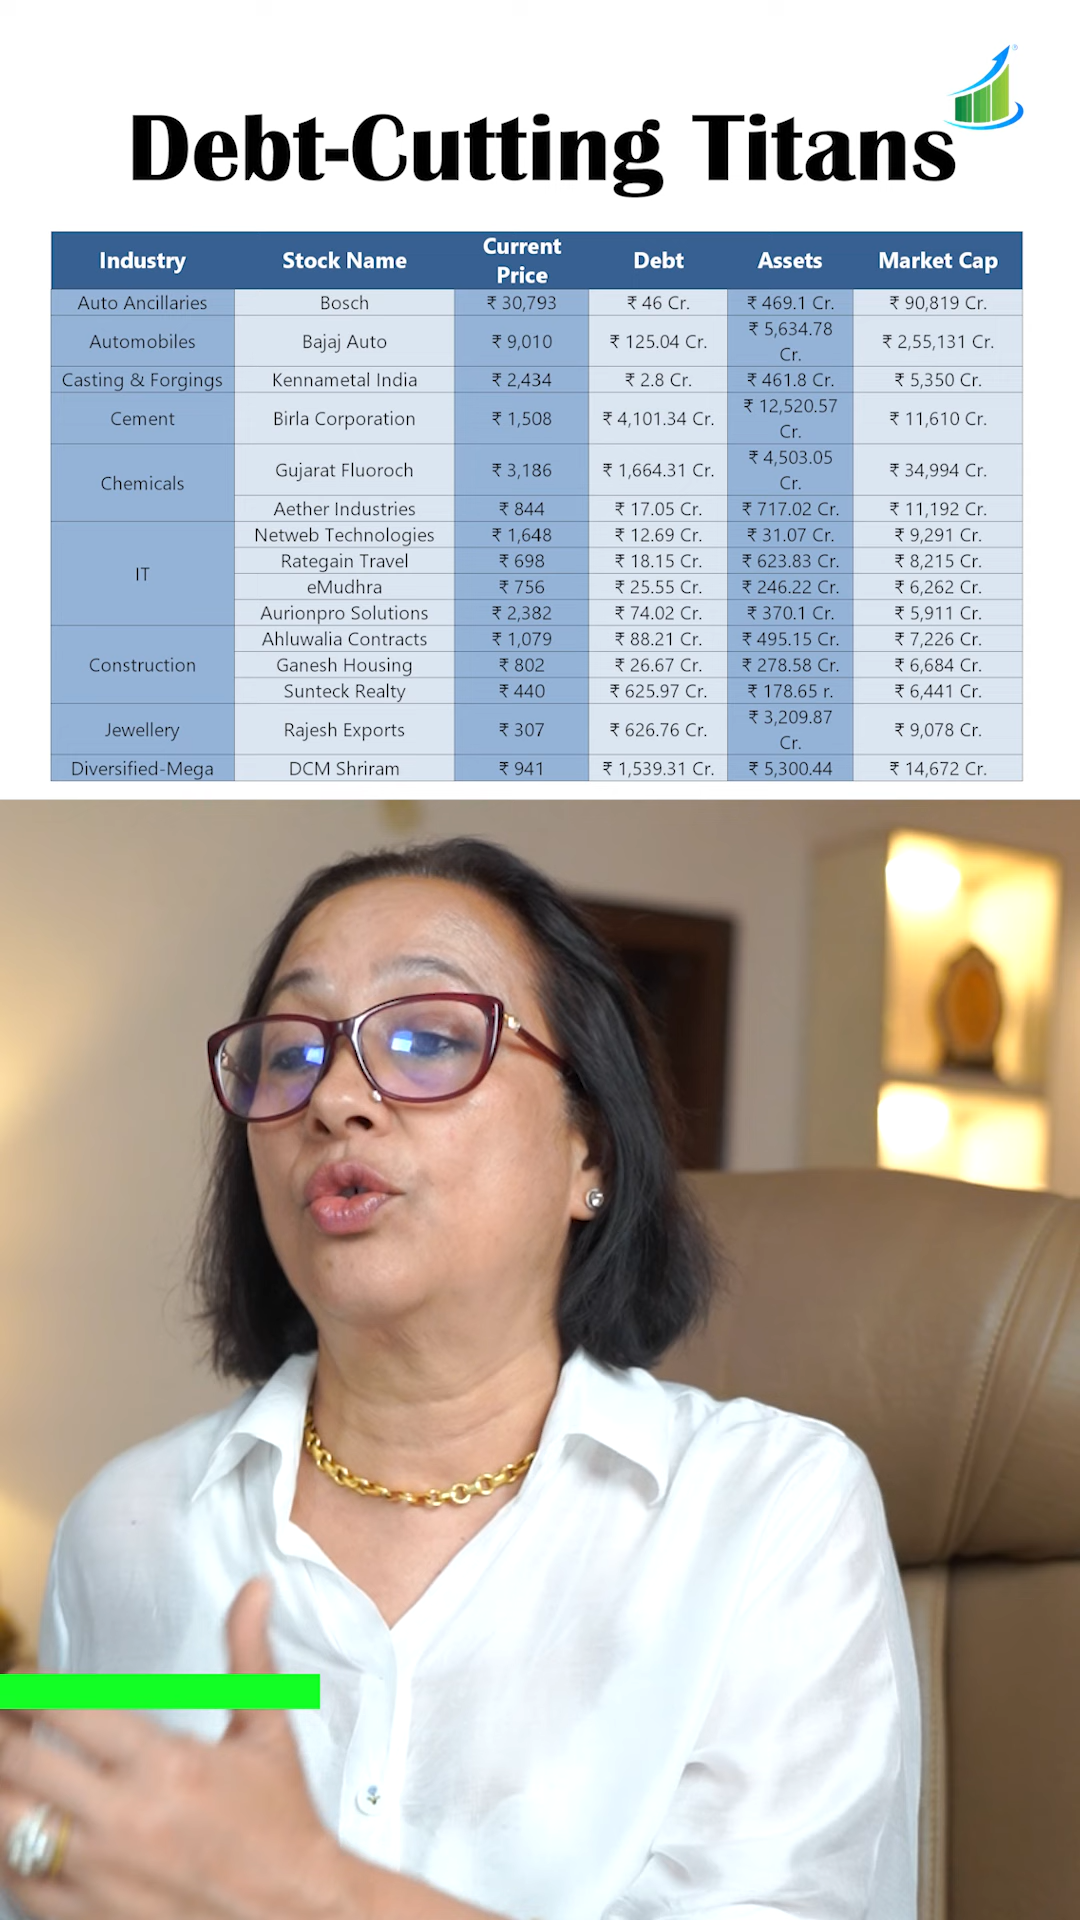 Debt-Cutting Titans
Industry Stock Name Current Price Debt Assets Market Cap
Auto Ancillaries Bosch ₹ 30,793 ₹ 46 Cr. ₹ 469.1 Cr. ₹ 90,819 Cr.
Automobiles Bajaj Auto ₹ 9,010 ₹ 125.04 Cr. ₹ 5,634.78 Cr. ₹ 2,55,131 Cr.
Casting & Forgings Kennametal India ₹ 2,434 ₹ 2.8 Cr. ₹ 461.8 Cr. ₹ 5,350 Cr.
Cement Birla Corporation ₹ 1,508 ₹ 4,101.34 Cr. ₹ 12,520.57 Cr. ₹ 11,610 Cr.
Chemicals Gujarat Fluoroch ₹ 3,186 ₹ 1,664.31 Cr. ₹ 4,503.05 Cr. ₹ 34,994 Cr.
Aether Industries ₹ 844 ₹ 17.05 Cr. ₹ 717.02 Cr. ₹ 11,192 Cr.
IT Netweb Technologies ₹ 1,648 ₹ 12.69 Cr. ₹ 31.07 Cr. ₹ 9,291 Cr.
Rategain Travel ₹ 698 ₹ 18.15 Cr. ₹ 623.83 Cr. ₹ 8,215 Cr.
eMudhra ₹ 756 ₹ 25.55 Cr. ₹ 246.22 Cr. ₹ 6,262 Cr.
Aurionpro Solutions ₹ 2,382 ₹ 74.02 Cr. ₹ 370.1 Cr. ₹ 5,911 Cr.
Construction Ahluwalia Contracts ₹ 1,079 ₹ 88.21 Cr. ₹ 495.15 Cr. ₹ 7,226 Cr.
Ganesh Housing ₹ 802 ₹ 26.67 Cr. ₹ 278.58 Cr. ₹ 6,684 Cr.
Sunteck Realty ₹ 440 ₹ 625.97 Cr. ₹ 178.65 r. ₹ 6,441 Cr.
Jewellery Rajesh Exports ₹ 307 ₹ 626.76 Cr. ₹ 3,209.87 Cr. ₹ 9,078 Cr.
Diversified-Mega DCM Shriram ₹ 941 ₹ 1,539.31 Cr. ₹ 5,300.44 ₹ 14,672 Cr.